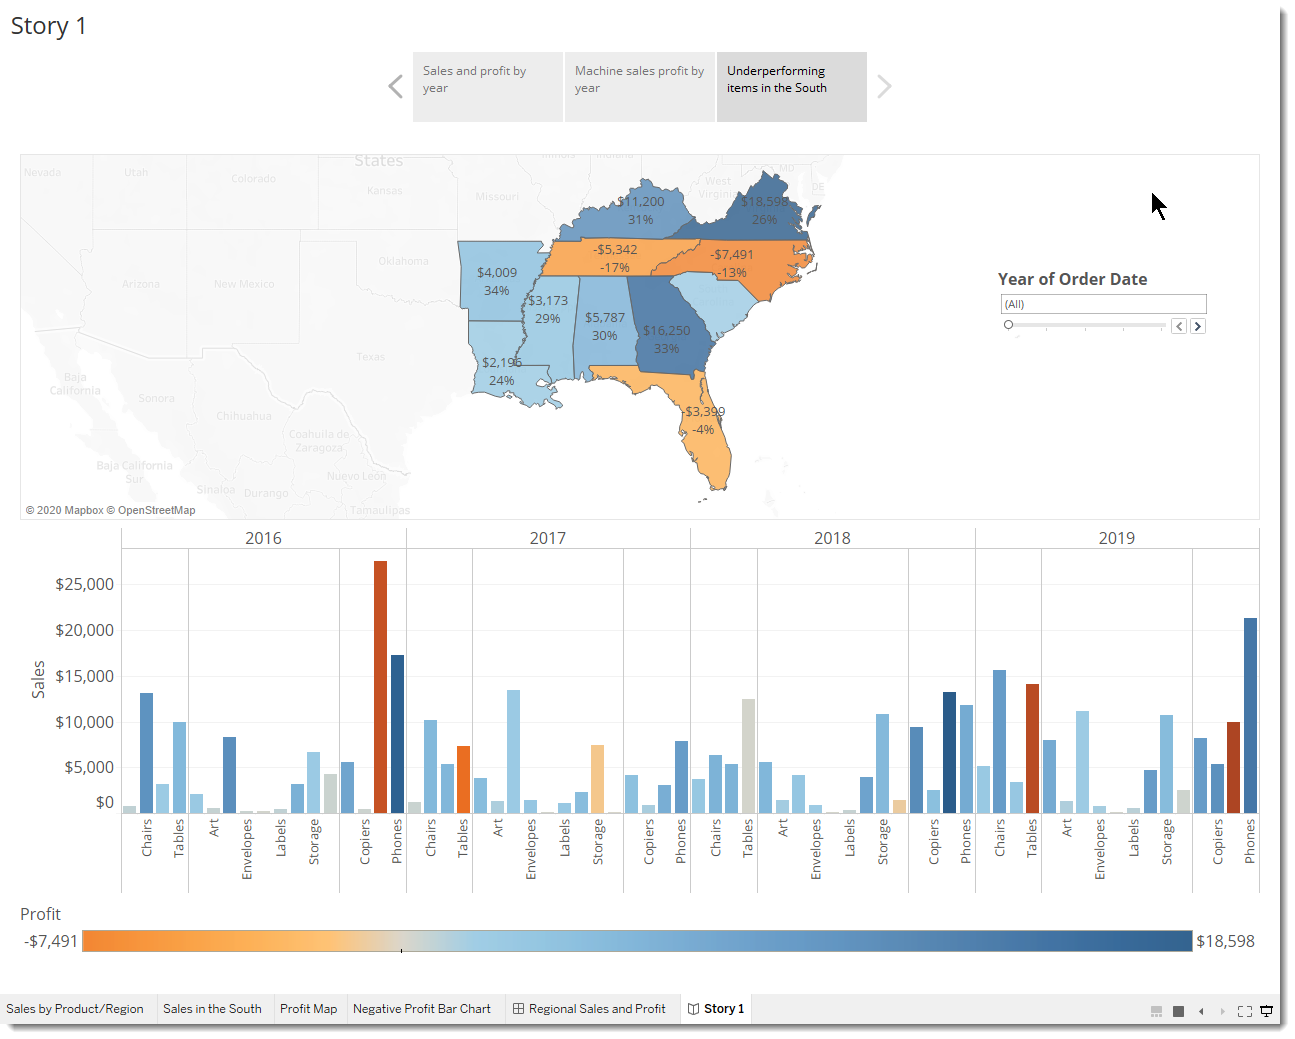 Story 1
Sales and profit by
year
Machine sales profit by
year
Underperforming
items in the South
States
Nevada
Utah
Colorado
Kansas
Missouri
Illinois
Indiana
West
Virginia
MD
DE
Arizona
New Mexico
Oklahoma
Texas
Baja
California
Sonora
Chihuahua
Coahuila de
Zaragoza
Baja California
Sur
Sinaloa
Durango
Nuevo León
Tamaulipas
$11,200
31%
$18,598
26%
-$5,342
-17%
-$7,491
-13%
$4,009
34%
$3,173
29%
$5,787
30%
$16,250
33%
$2,196
24%
-$3,399
-4%
Year of Order Date
(All)
© 2020 Mapbox © OpenStreetMap
2016 2017 2018 2019
Sales
$25,000
$20,000
$15,000
$10,000
$5,000
$0
Chairs Tables Art Envelopes Labels Storage Copiers Phones Chairs Tables Art Envelopes Labels Storage Copiers Phones Chairs Tables Art Envelopes Labels Storage Copiers Phones Chairs Tables Art Envelopes Labels Storage Copiers Phones
Profit
-$7,491 $18,598
Sales by Product/Region Sales in the South Profit Map Negative Profit Bar Chart Regional Sales and Profit Story 1